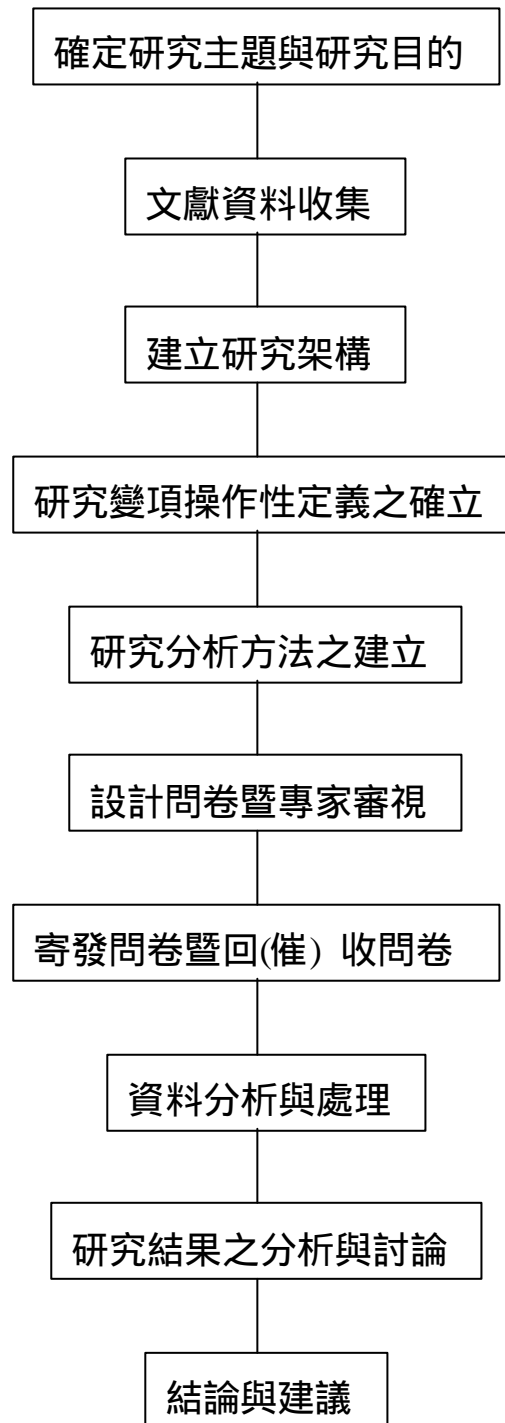 確定研究主題與研究目的
文獻資料收集
建立研究架構
研究變項操作性定義之確立
研究分析方法之建立
設計問卷暨專家審視
寄發問卷暨回(催) 收問卷
資料分析與處理
研究結果之分析與討論
結論與建議